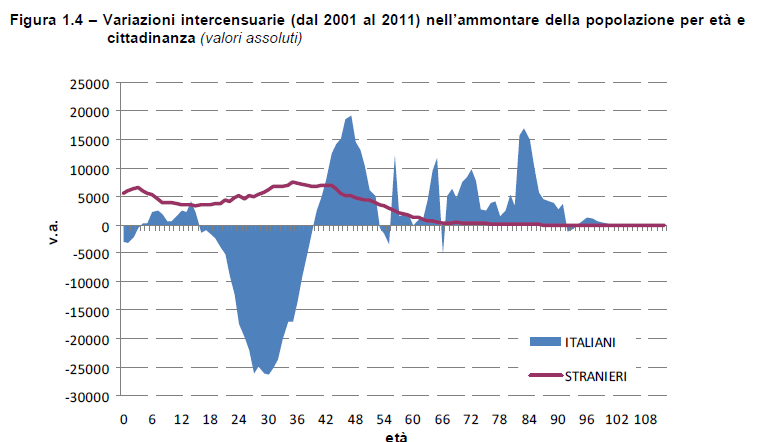 Figura 1.4 – Variazioni intercensuarie (dal 2001 al 2011) nell'ammontare della popolazione per età e
cittadinanza (valori assoluti)
25000
20000
15000
10000
5000
0
-5000
-10000
-15000
-20000
-25000
-30000
v.a.
ITALIANI
STRANIERI
0 6 12 18 24 30 36 42 48 54 60 66 72 78 84 90 96 102 108
età